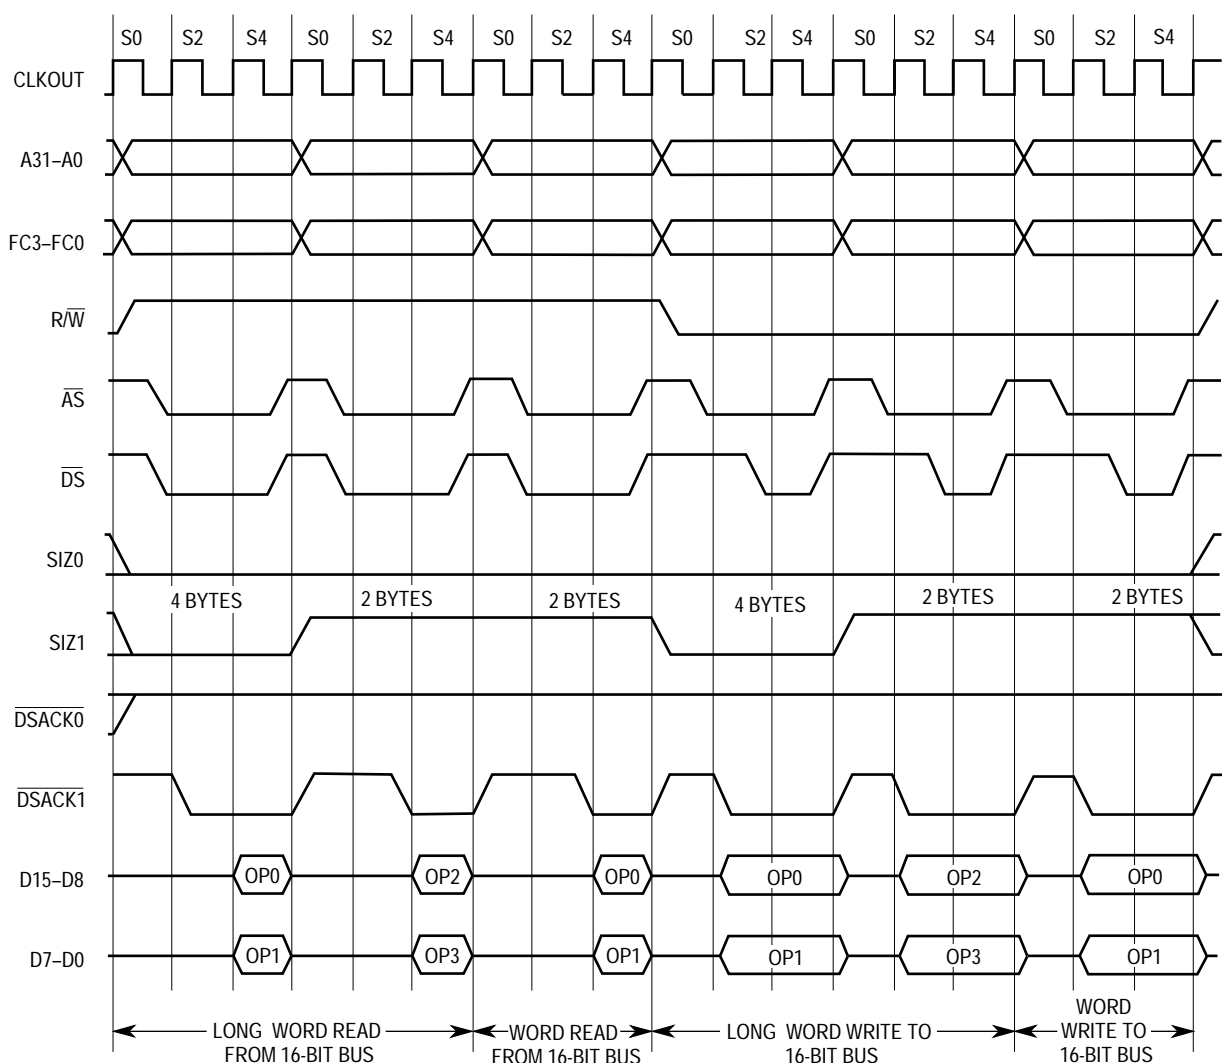 S0 S2 S4 S0 S2 S4 S0 S2 S4 S0 S2 S4 S0 S2 S4 S0 S2 S4
CLKOUT
A31–A0
FC3–FC0
R/W̅
A̅S̅
D̅S̅
SIZ0
4 BYTES 2 BYTES 2 BYTES 4 BYTES 2 BYTES 2 BYTES
SIZ1
D̅S̅A̅C̅K̅0̅
D̅S̅A̅C̅K̅1̅
D15–D8 OP0 OP2 OP0 OP0 OP2 OP0
D7–D0 OP1 OP3 OP1 OP1 OP3 OP1
LONG WORD READ
FROM 16-BIT BUS
WORD READ
FROM 16-BIT BUS
LONG WORD WRITE TO
16-BIT BUS
WORD
WRITE TO
16-BIT BUS